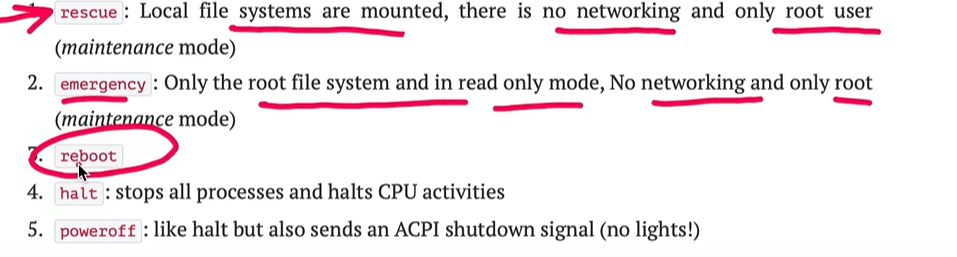 rescue: Local file systems are mounted, there is no networking and only root user
(maintenance mode)
2. emergency: Only the root file system and in read only mode, No networking and only root
(maintenance mode)
3. reboot
4. halt: stops all processes and halts CPU activities
5. poweroff: like halt but also sends an ACPI shutdown signal (no lights!)